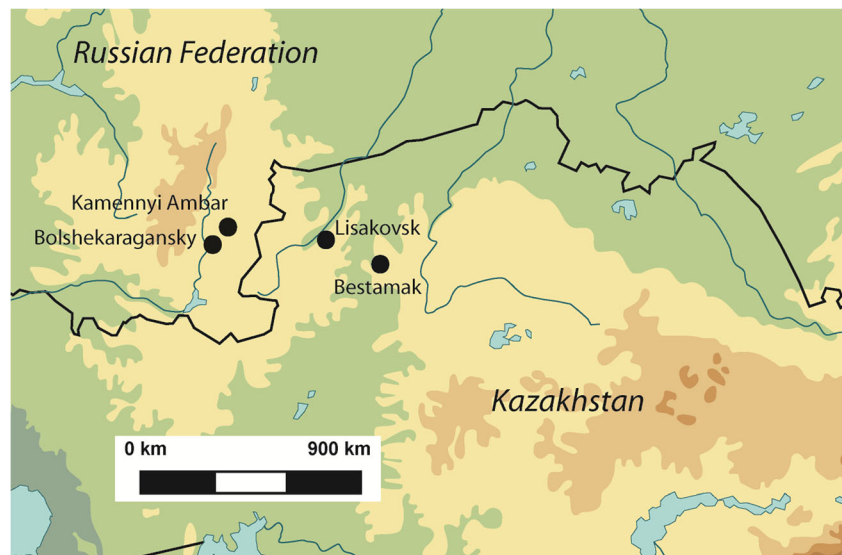 Russian Federation
Kamennyi Ambar
Bolshekaragansky
Lisakovsk
Bestamak
Kazakhstan
0 km 900 km